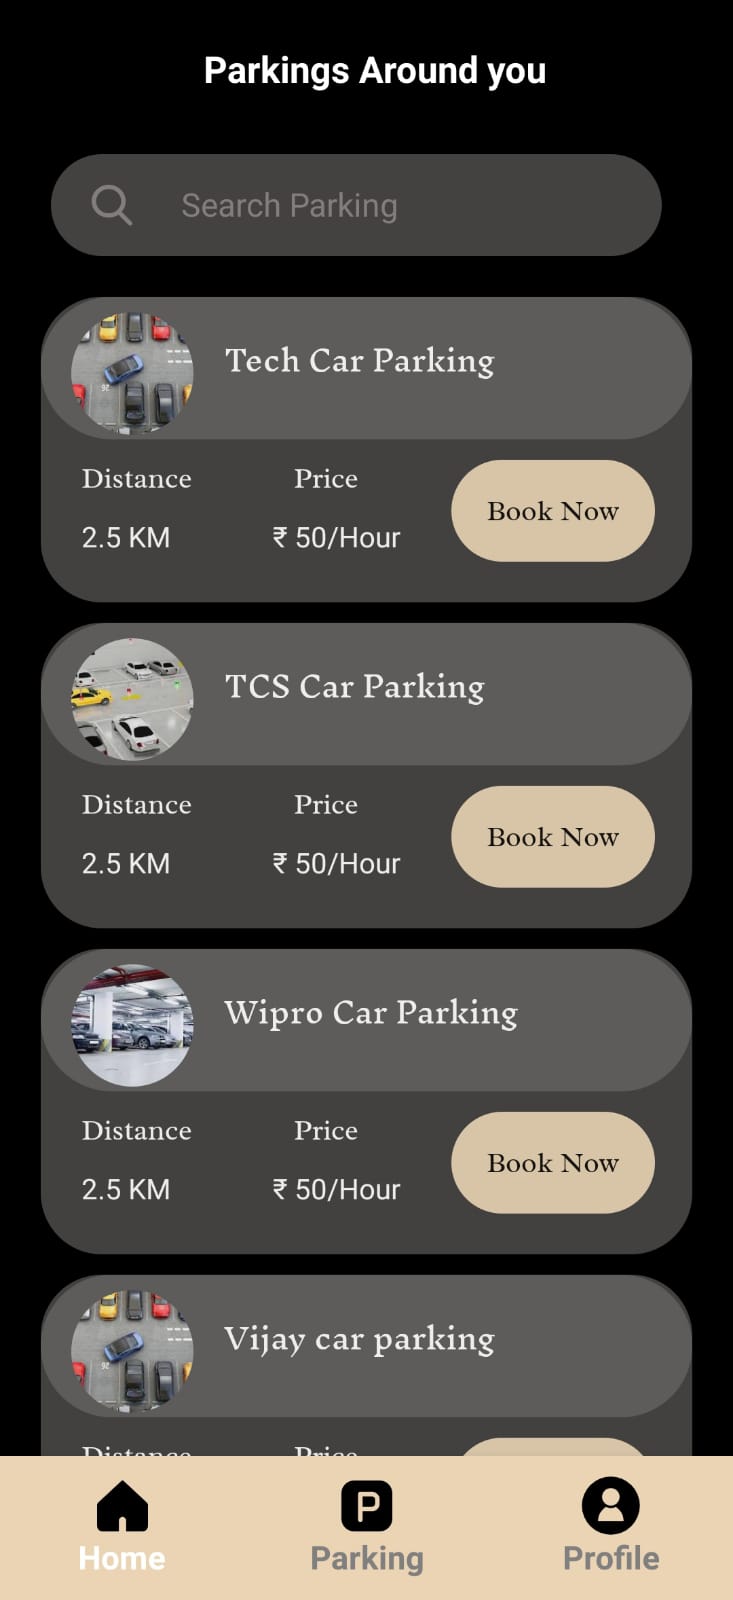 Parkings Around you
Search Parking
Tech Car Parking
Distance Price
Book Now
2.5 KM ₹ 50/Hour
TCS Car Parking
Distance Price
Book Now
2.5 KM ₹ 50/Hour
Wipro Car Parking
Distance Price
Book Now
2.5 KM ₹ 50/Hour
Vijay car parking
Distance Price
Home Parking Profile